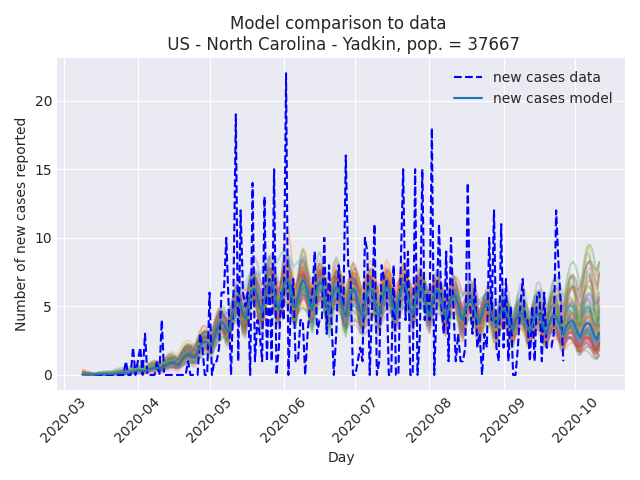 Model comparison to data
US - North Carolina - Yadkin, pop. = 37667
new cases data
new cases model
Number of new cases reported
20
15
10
5
0
2020-03
2020-04
2020-05
2020-06
2020-07
2020-08
2020-09
2020-10
Day